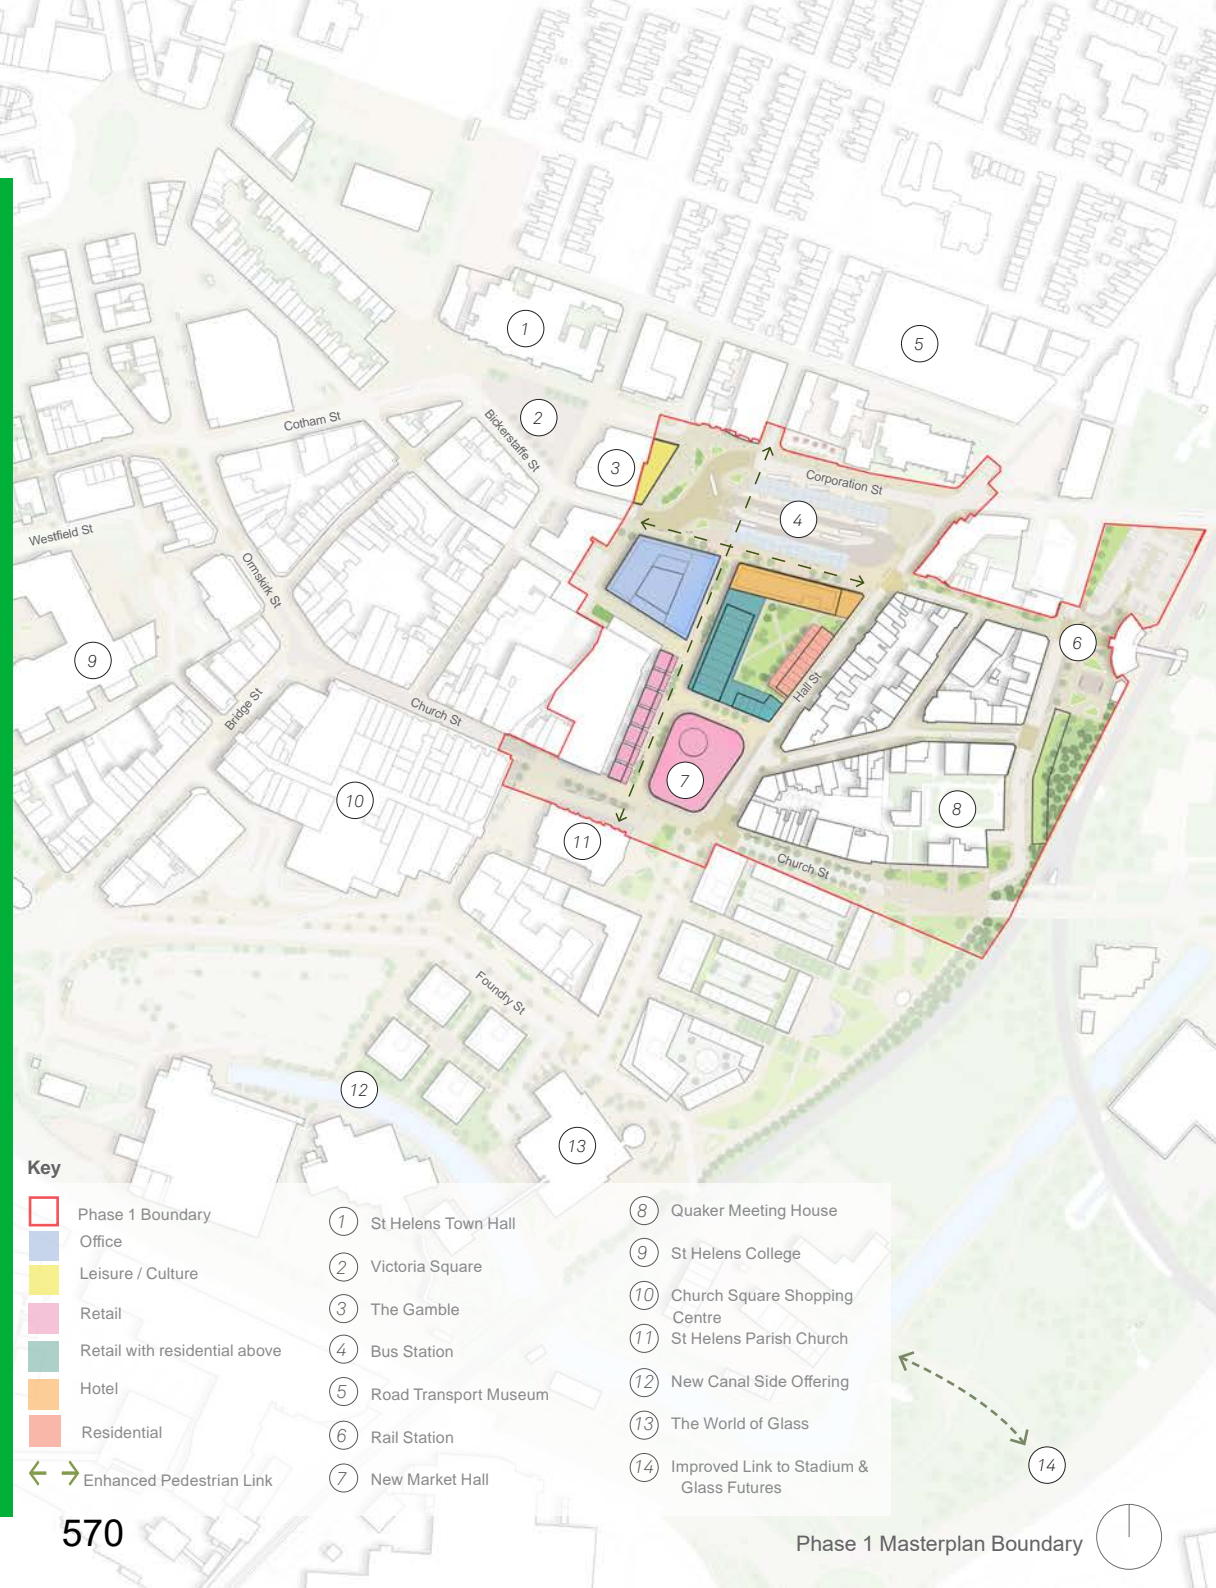 1
5
2
Cotham St
Bickerstaffe St
3
Corporation St
4
Westfield St
Ormskirk St
6
9
Hall St
Bridge St
Church St
7
10
8
11
Church St
Foundry St
12
13
Key
Phase 1 Boundary
Office
Leisure / Culture
Retail
Retail with residential above
Hotel
Residential
Enhanced Pedestrian Link
1 St Helens Town Hall
2 Victoria Square
3 The Gamble
4 Bus Station
5 Road Transport Museum
6 Rail Station
7 New Market Hall
8 Quaker Meeting House
9 St Helens College
10 Church Square Shopping
Centre
11 St Helens Parish Church
12 New Canal Side Offering
13 The World of Glass
14 Improved Link to Stadium &
Glass Futures
14
570
Phase 1 Masterplan Boundary